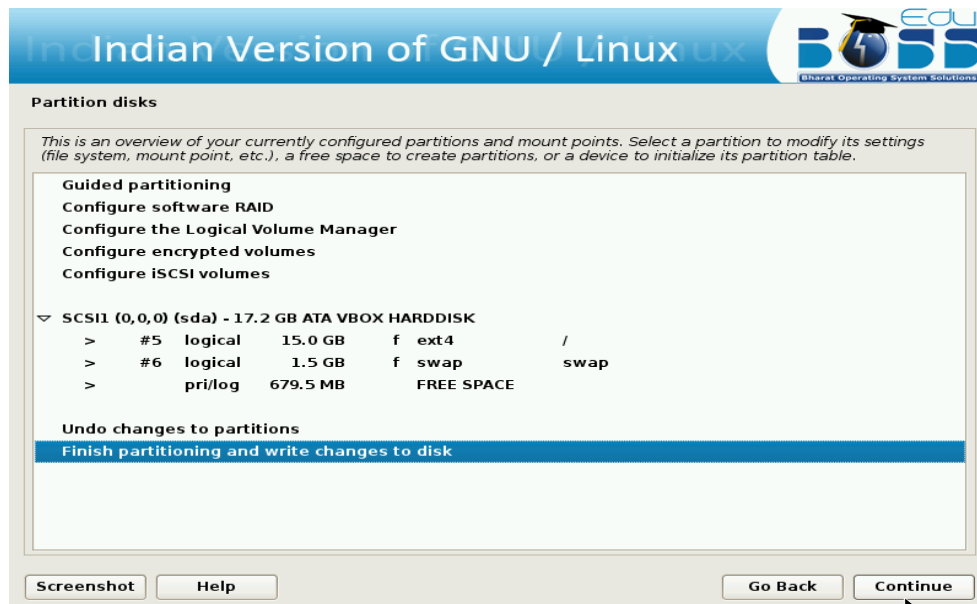 Indian Version of GNU / Linux
Edu
BOSS
Bharat Operating System Solutions
Partition disks
This is an overview of your currently configured partitions and mount points. Select a partition to modify its settings
(file system, mount point, etc.), a free space to create partitions, or a device to initialize its partition table.
Guided partitioning
Configure software RAID
Configure the Logical Volume Manager
Configure encrypted volumes
Configure iSCSI volumes
SCSI1 (0,0,0) (sda) - 17.2 GB ATA VBOX HARDDISK
> #5 logical 15.0 GB f ext4 /
> #6 logical 1.5 GB f swap swap
> pri/log 679.5 MB FREE SPACE
Undo changes to partitions
Finish partitioning and write changes to disk
Screenshot Help Go Back Continue